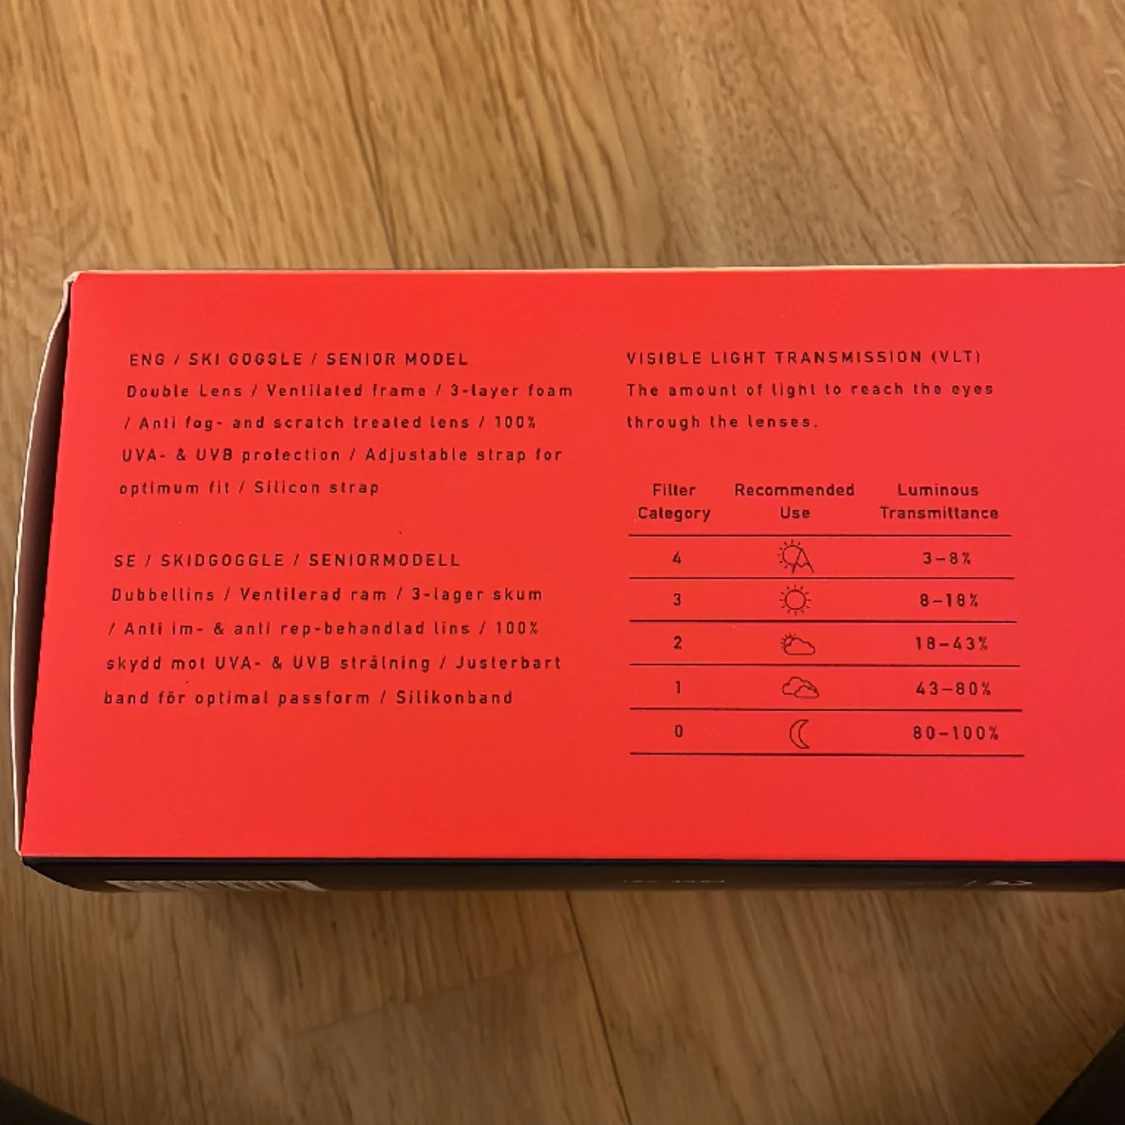 ENG / SKI GOGGLE / SENIOR MODEL
Double Lens / Ventilated frame / 3-layer foam
/ Anti fog- and scratch treated lens / 100%
UVA- & UVB protection / Adjustable strap for
optimum fit / Silicon strap
SE / SKIDGOGGLE / SENIORMODELL
Dubbellins / Ventilerad ram / 3-lager skum
/ Anti im- & anti rep-behandlad lins / 100%
skydd mot UVA- & UVB strålning / Justerbart
band för optimal passform / Silikonband
VISIBLE LIGHT TRANSMISSION (VLT)
The amount of light to reach the eyes
through the lenses.
Filter Category Recommended Use Luminous Transmittance
4 3–8%
3 8–18%
2 18–43%
1 43–80%
0 80–100%